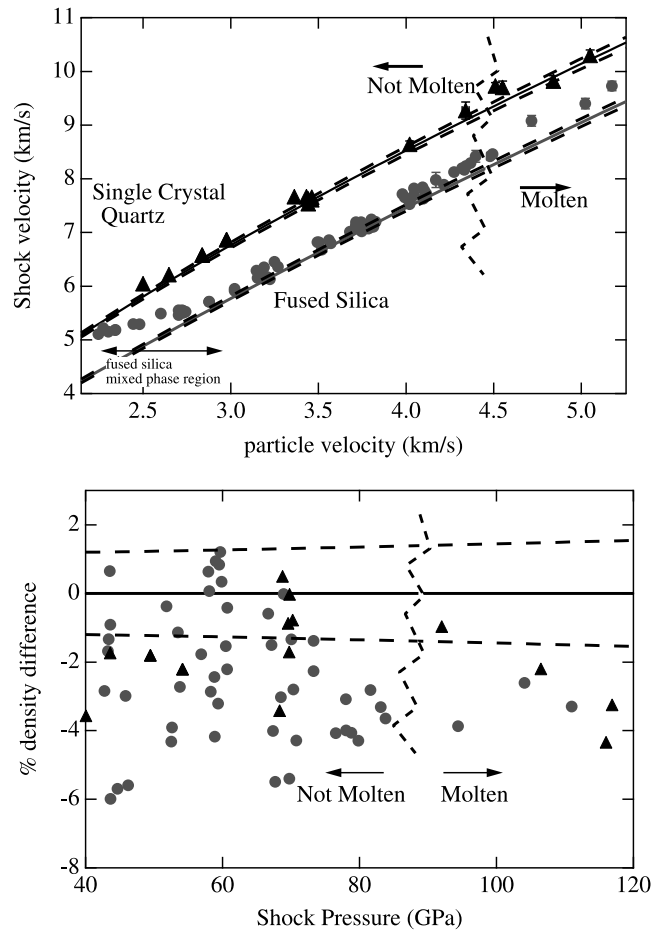 11
10
9
8
7
6
5
4
Shock velocity (km/s)
Not Molten
Single Crystal
Quartz
Molten
Fused Silica
fused silica
mixed phase region
2.5 3.0 3.5 4.0 4.5 5.0
particle velocity (km/s)
2
0
-2
-4
-6
-8
% density difference
Not Molten Molten
40 60 80 100 120
Shock Pressure (GPa)